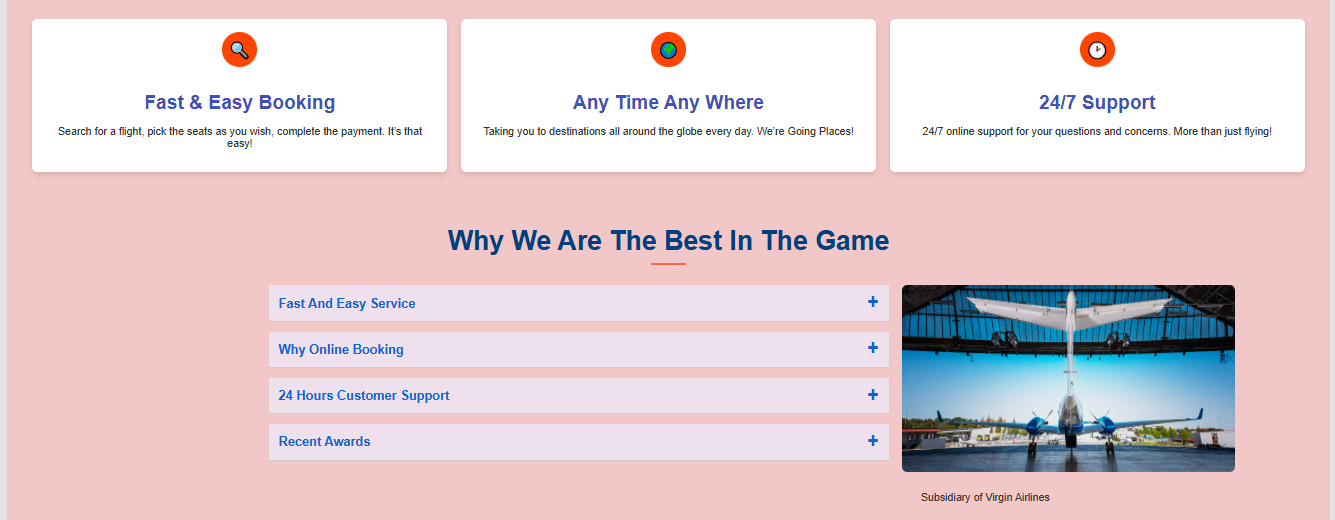 Fast & Easy Booking
Search for a flight, pick the seats as you wish, complete the payment. It's that
easy!
Any Time Any Where
Taking you to destinations all around the globe every day. We're Going Places!
24/7 Support
24/7 online support for your questions and concerns. More than just flying!
Why We Are The Best In The Game
Fast And Easy Service +
Why Online Booking +
24 Hours Customer Support +
Recent Awards +
Subsidiary of Virgin Airlines